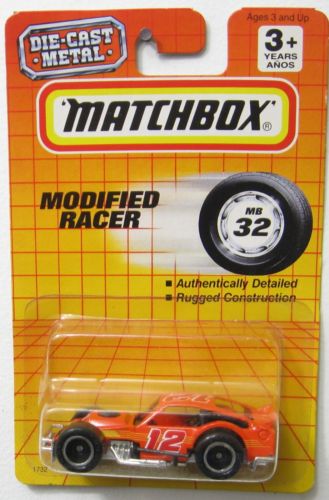 DIE-CAST
METAL
Ages 3 and Up
3+
YEARS
AÑOS
MATCHBOX®
MODIFIED
RACER
MB
32
■ Authentically Detailed
■ Rugged Construction
12
1732